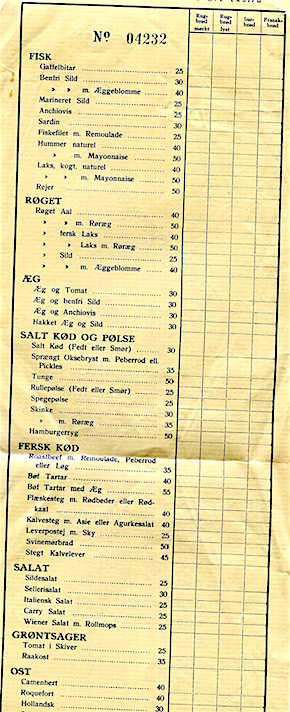 Nº 04232
Rug-
brød
mørkt
Rug-
brød
lyst
Sur-
brød
Fransk-
brød
FISK
Gaffelbitar 25
Benfri Sild 30
» » m. Æggeblomme 40
Marineret Sild 25
Anchiovis 25
Sardin 30
Fiskefilet m. Remoulade 25
Hummer naturel 40
» m. Mayonnaise 50
Laks, kogt, naturel 40
» » m. Mayonnaise 50
Rejer 50
RØGET
Røget Aal 40
» » m. Røræg 50
» fersk Laks 40
» » Laks m. Røræg 50
» Sild 25
» » m. Æggeblomme 40
ÆG
Æg og Tomat 30
Æg og benfri Sild 30
Æg og Anchiovis 30
Hakket Æg og Sild 30
SALT KØD OG PØLSE
Salt Kød (Fedt eller Smør) 30
Sprængt Oksebryst m. Peberrod ell.
Pickles 35
Tunge 50
Rullepølse (Fedt eller Smør) 25
Spegepølse 25
Skinke 30
» m. Røræg 35
Hamburgerryg 50
FERSK KØD
Roastbeef m. Remoulade, Peberrod
eller Løg 35
Bøf Tartar 40
Bøf Tartar med Æg 55
Flæskesteg m. Rødbeder eller Rød-
kaal 40
Kalvesteg m. Asie eller Agurkesalat 40
Leverpostej m. Sky 25
Svinemørbrad 50
Stegt Kalvelever 45
SALAT
Sildesalat 25
Sellerisalat 30
Italiensk Salat 25
Carry Salat 25
Wiener Salat m. Rollmops 25
GRØNTSAGER
Tomat i Skiver 25
Raakost 35
OST
Camenbert 40
Roquefort 40
Hollandsk 30